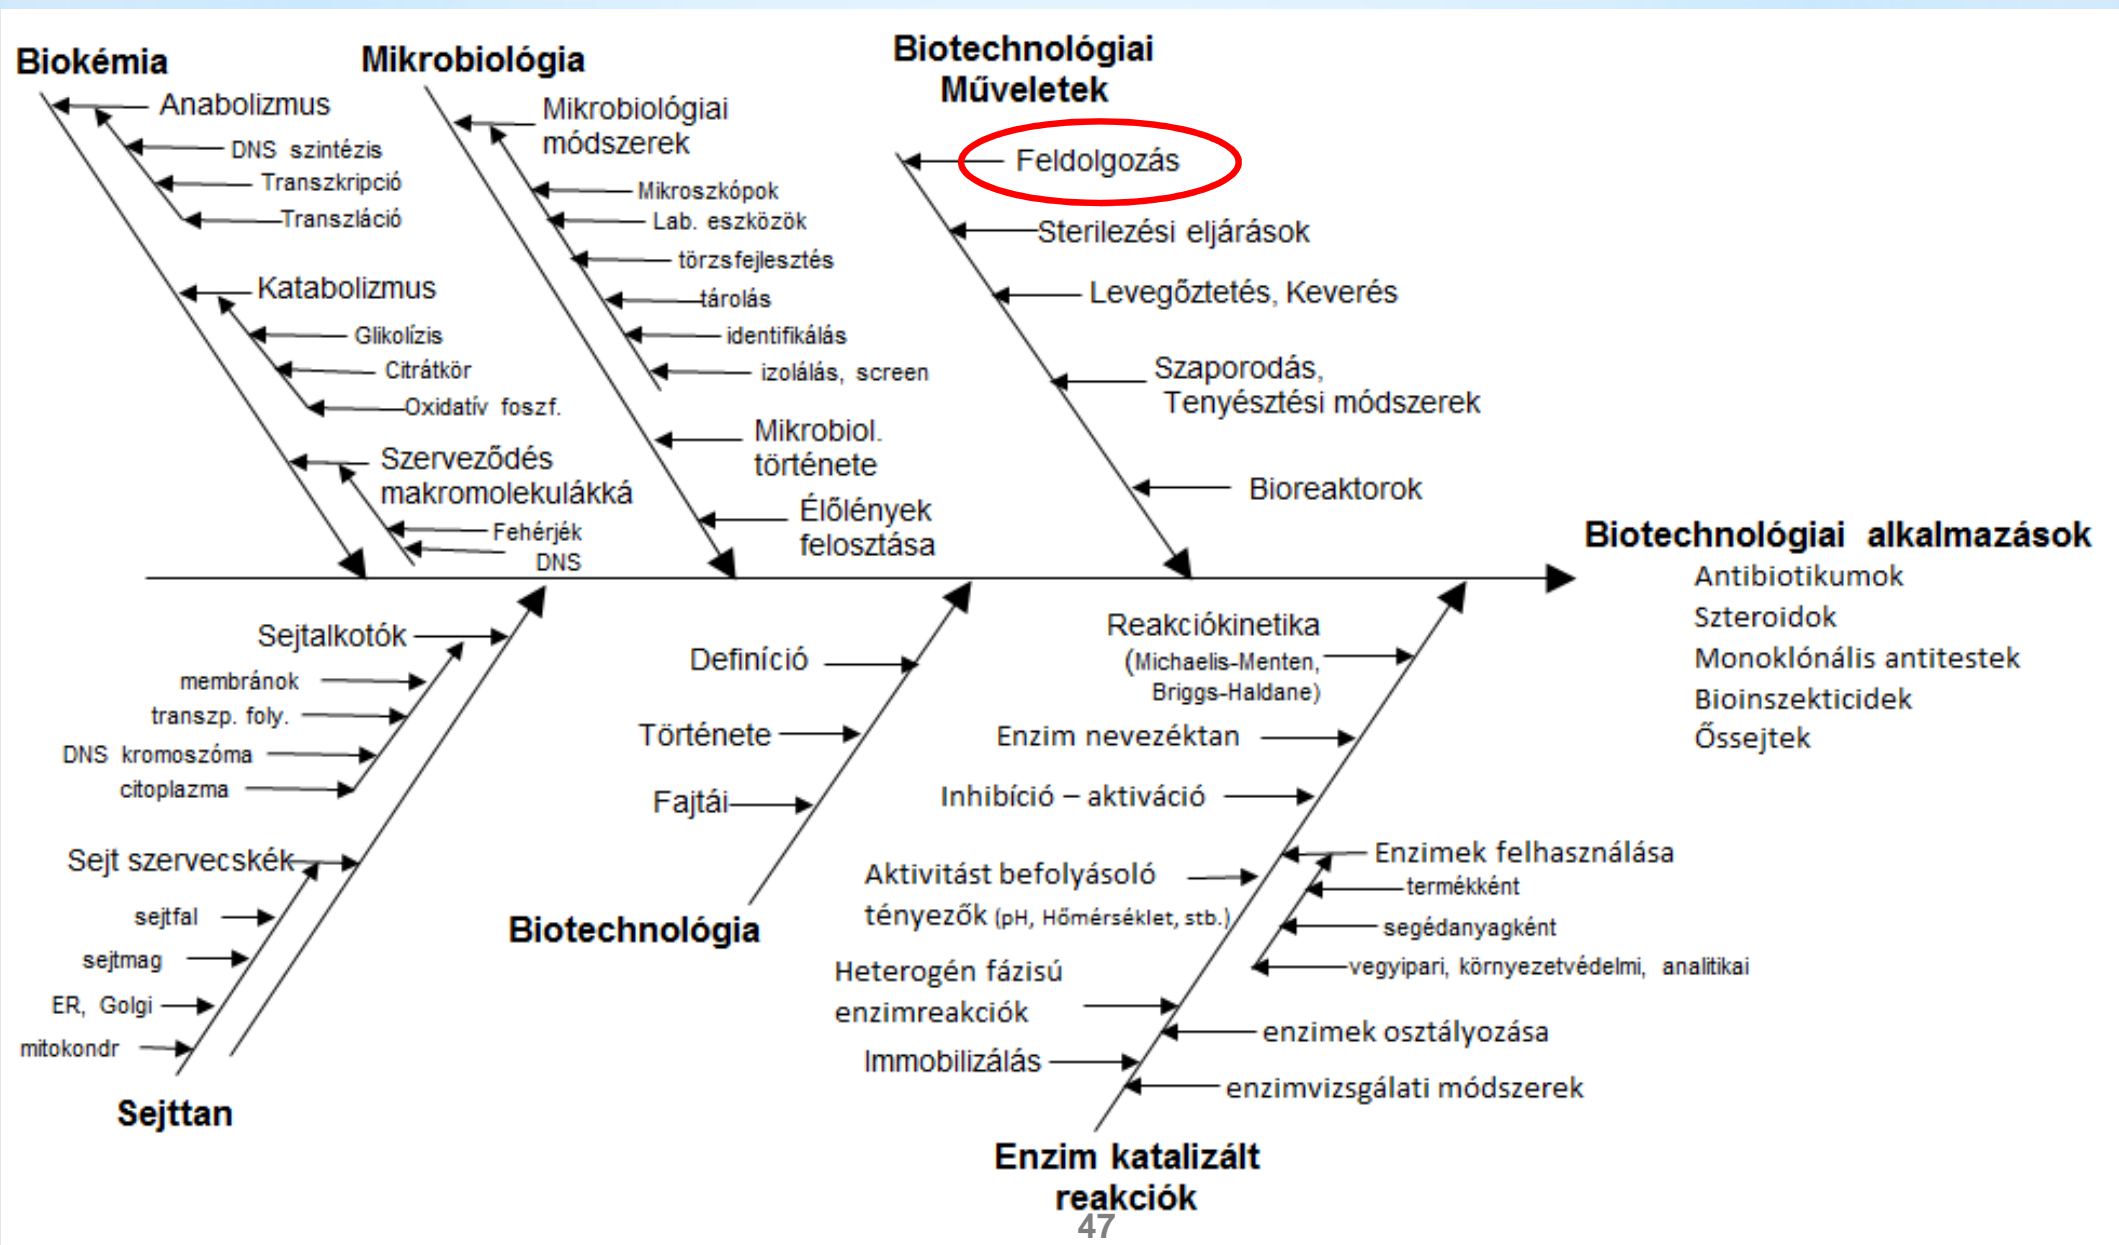 Biokémia
Anabolizmus
DNS szintézis
Transzkripció
Transzláció
Katabolizmus
Glikolízis
Citrátkör
Oxidatív foszf.
Szerveződés
makromolekulákká
Fehérjék
DNS
Mikrobiológia
Mikrobiológiai
módszerek
Mikroszkópok
Lab. eszközök
törzsfejlesztés
tárolás
identifikálás
izolálás, screen
Mikrobiol.
története
Élőlények
felosztása
Biotechnológiai
Műveletek
Feldolgozás
Sterilezési eljárások
Levegőztetés, Keverés
Szaporodás,
Tenyésztési módszerek
Bioreaktorok
Biotechnológiai alkalmazások
Antibiotikumok
Szteroidok
Monoklónális antitestek
Bioinszekticidek
Őssejtek
Sejtalkotók
membránok
transzp. foly.
DNS kromoszóma
citoplazma
Sejt szervecskék
sejtfal
sejtmag
ER, Golgi
mitokondr
Sejttan
Definíció
Története
Fajtái
Biotechnológia
Reakciókinetika
(Michaelis-Menten,
Briggs-Haldane)
Enzim nevezéktan
Inhibíció – aktiváció
Aktivitást befolyásoló
tényezők (pH, Hőmérséklet, stb.)
Heterogén fázisú
enzimreakciók
Immobilizálás
Enzimek felhasználása
termékként
segédanyagként
vegyipari, környezetvédelmi, analitikai
enzimek osztályozása
enzimvizsgálati módszerek
Enzim katalizált
reakciók
47